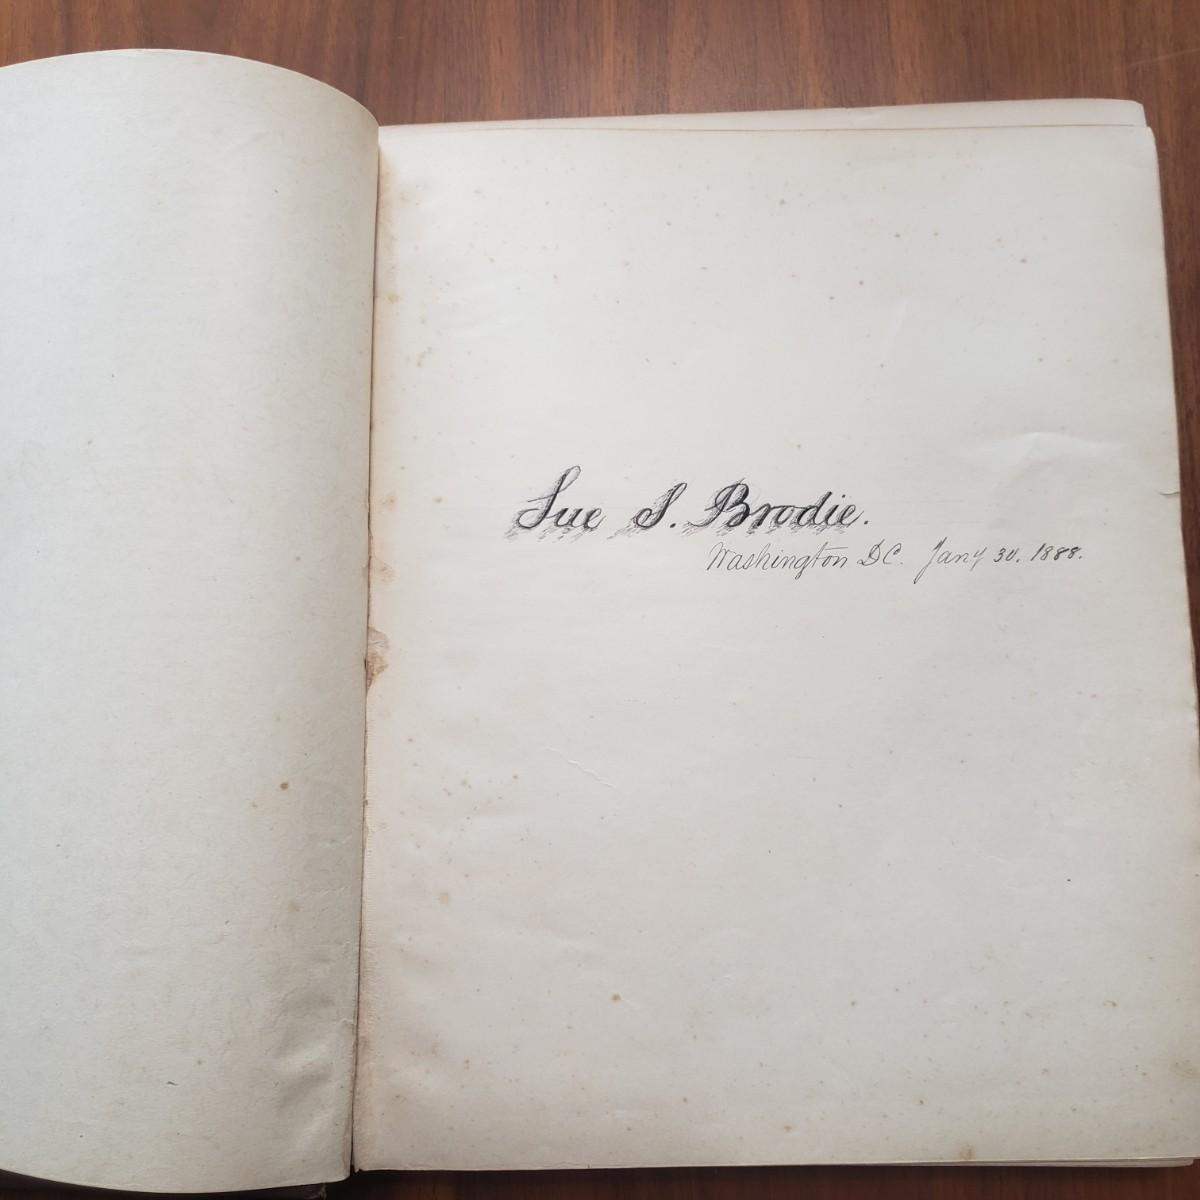 Sue S. Brodie.
Washington DC. Jany 30. 1888.